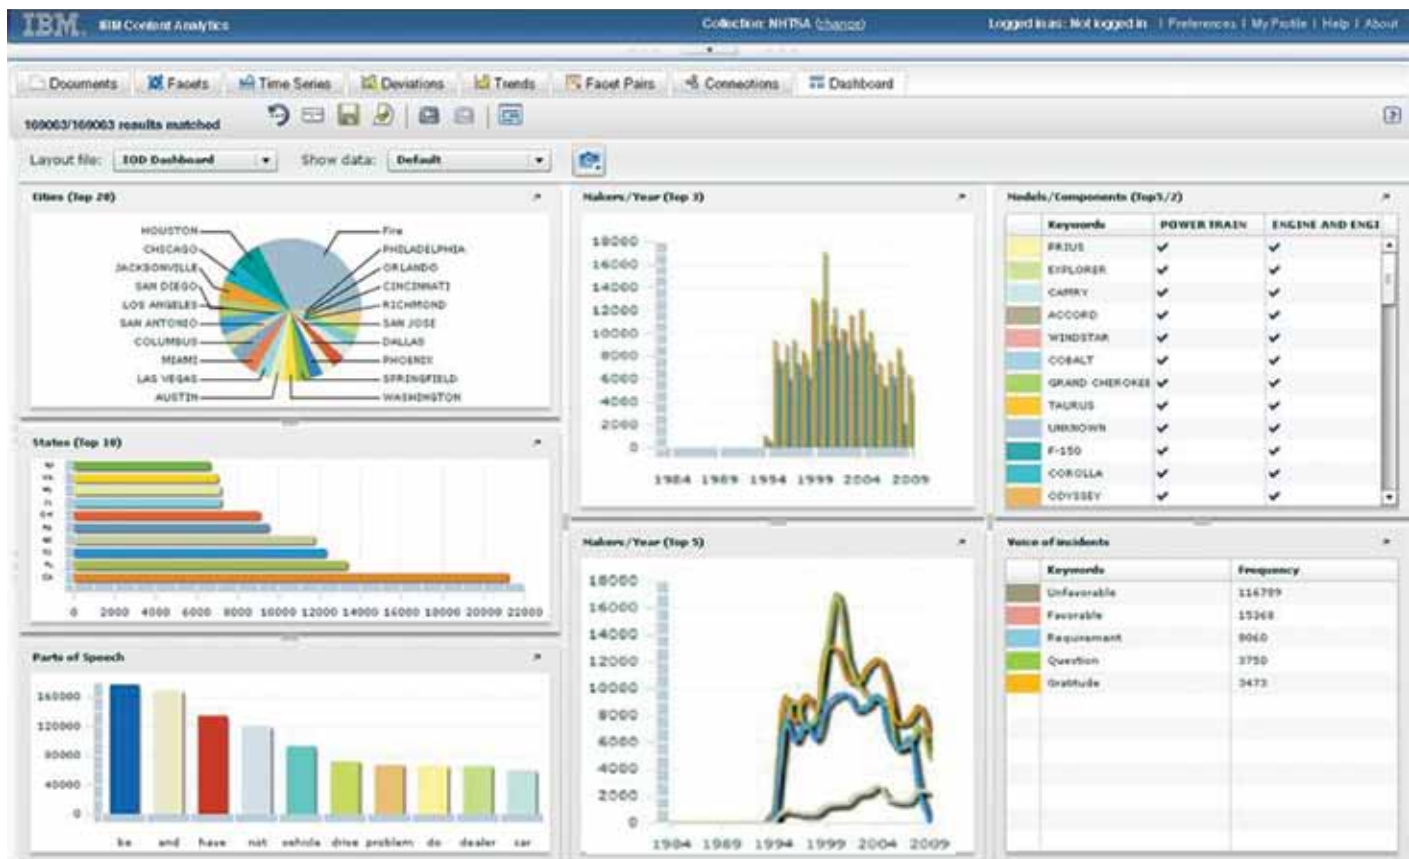 IBM. IBM Content Analytics
Collection: NHTSA (change)
Logged in as: Not logged in | Preferences | My Profile | Help | About
Documents
Facets
Time Series
Deviations
Trends
Facet Pairs
Connections
Dashboard
169063/169063 results matched
Layout file: IOD Dashboard
Show data: Default
Cities (Top 20)
HOUSTON
CHICAGO
JACKSONVILLE
SAN DIEGO
LOS ANGELES
SAN ANTONIO
COLUMBUS
MIAMI
LAS VEGAS
AUSTIN
Fire
PHILADELPHIA
ORLANDO
CINCINNATI
RICHMOND
SAN JOSE
DALLAS
PHOENIX
SPRINGFIELD
WASHINGTON
States (Top 10)
0 2000 4000 6000 8000 10000 12000 14000 16000 18000 20000 22000
Parts of Speech
160000
120000
80000
40000
0
be and have not vehicle drive problem do dealer car
Makers/Year (Top 3)
18000
16000
14000
12000
10000
8000
6000
4000
2000
0
1984 1989 1994 1999 2004 2009
Makers/Year (Top 5)
18000
16000
14000
12000
10000
8000
6000
4000
2000
0
1984 1989 1994 1999 2004 2009
Models/Components (Top5/2)
Keywords POWER TRAIN ENGINE AND ENGI
PRIUS
EXPLORER
CAMRY
ACCORD
WINDSTAR
COBALT
GRAND CHEROKEE
TAURUS
UNKNOWN
F-150
COROLLA
ODYSSEY
Voice of incidents
Keywords Frequency
Unfavorable 116789
Favorable 15368
Requirement 8060
Question 3750
Gratitude 3473